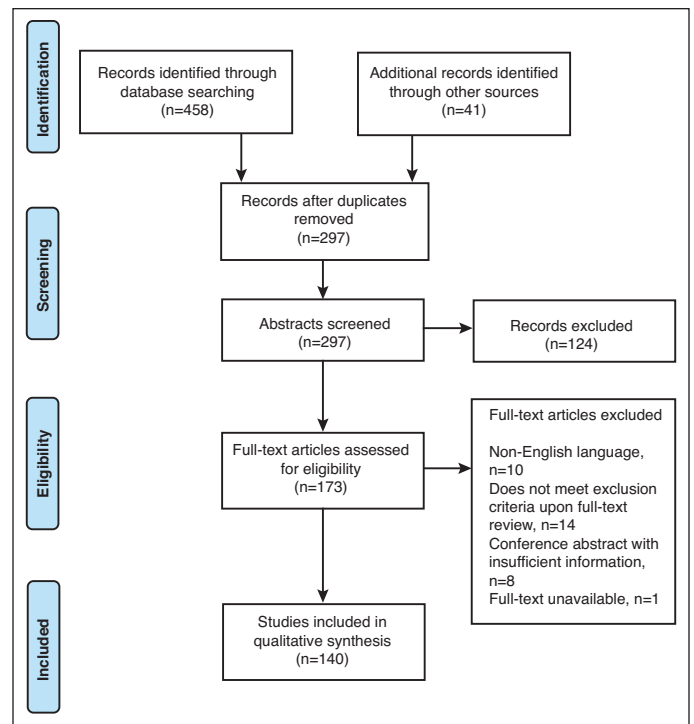 Identification
Records identified through
database searching
(n=458)
Additional records identified
through other sources
(n=41)
Screening
Records after duplicates
removed
(n=297)
Abstracts screened
(n=297)
Records excluded
(n=124)
Eligibility
Full-text articles assessed
for eligibility
(n=173)
Full-text articles excluded
Non-English language,
n=10
Does not meet exclusion
criteria upon full-text
review, n=14
Conference abstract with
insufficient information,
n=8
Full-text unavailable, n=1
Included
Studies included in
qualitative synthesis
(n=140)